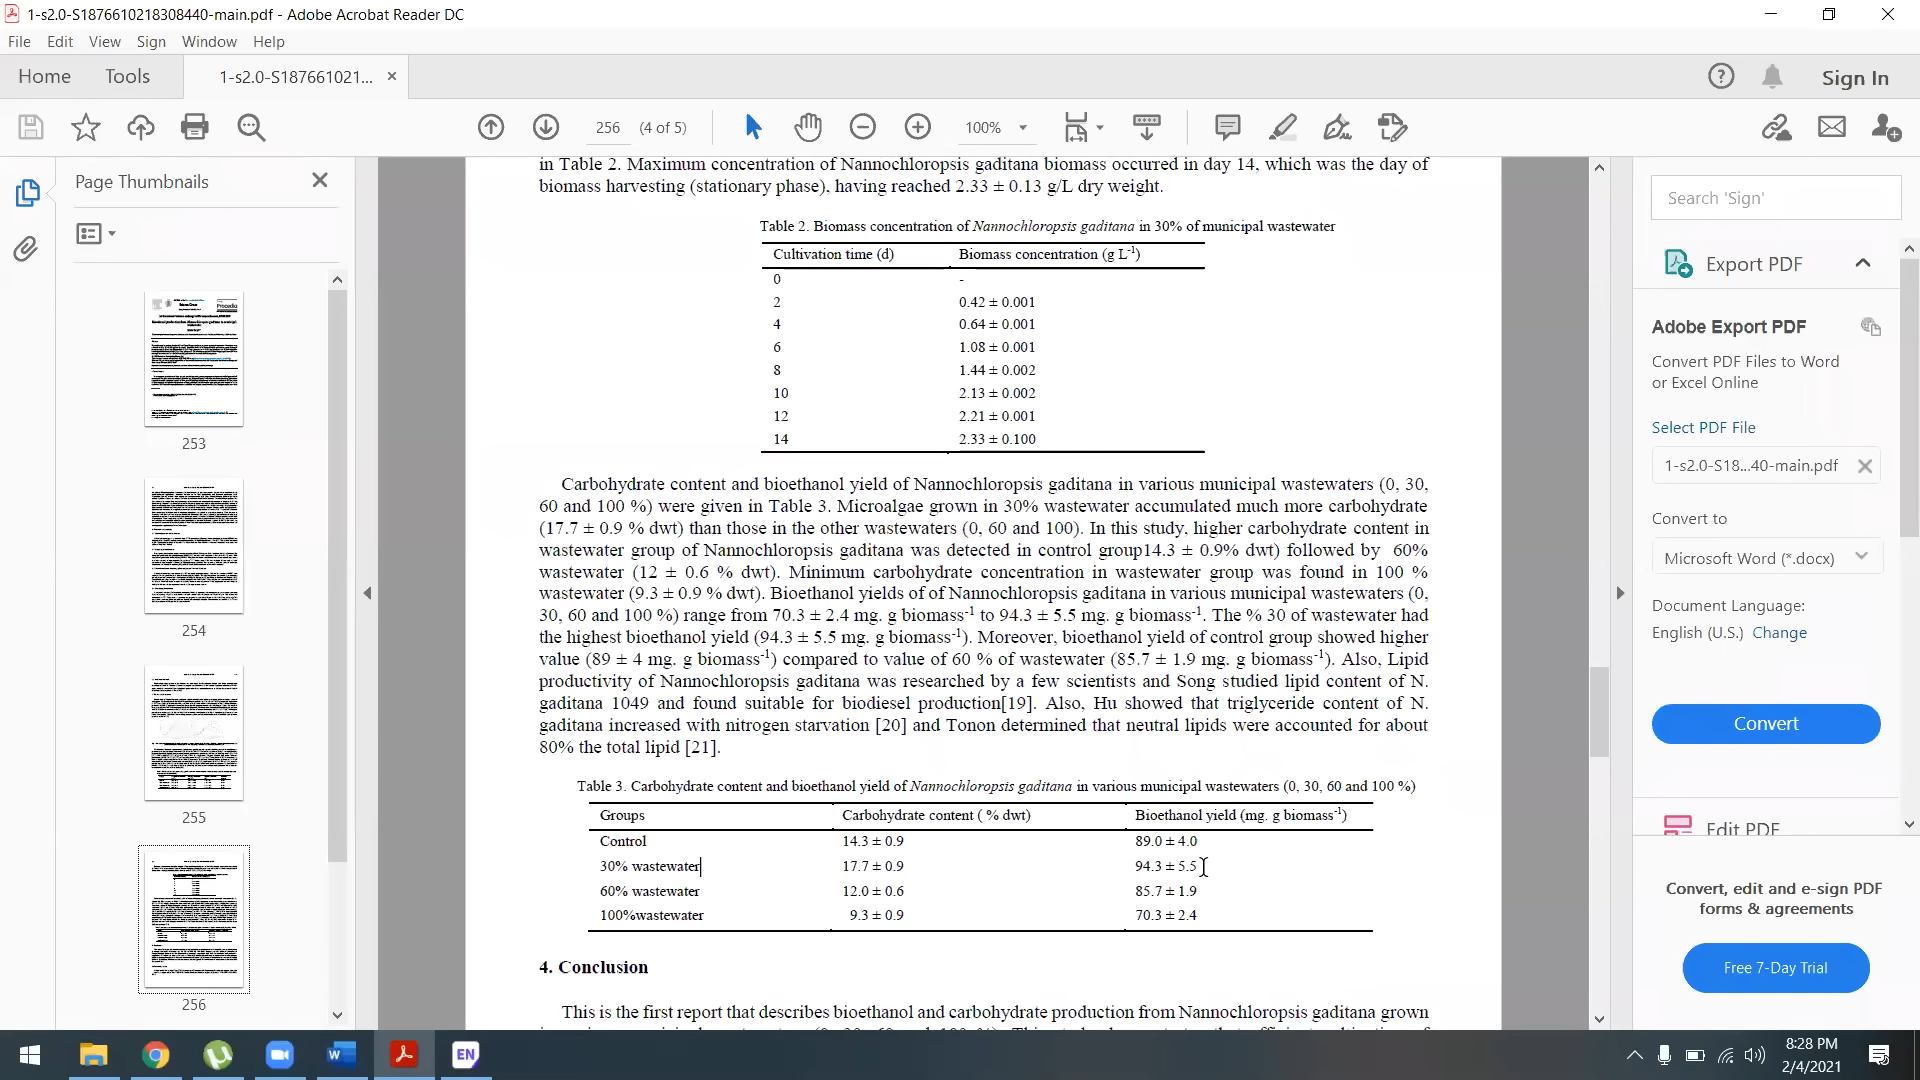 1-s2.0-S1876610218308440-main.pdf - Adobe Acrobat Reader DC
File Edit View Sign Window Help
Home Tools 1-s2.0-S187661021... × Sign In
256 (4 of 5) 100%
Page Thumbnails
253
254
255
256
in Table 2. Maximum concentration of Nannochloropsis gaditana biomass occurred in day 14, which was the day of
biomass harvesting (stationary phase), having reached 2.33 ± 0.13 g/L dry weight.
Table 2. Biomass concentration of Nannochloropsis gaditana in 30% of municipal wastewater
Cultivation time (d) Biomass concentration (g L-1)
0 -
2 0.42 ± 0.001
4 0.64 ± 0.001
6 1.08 ± 0.001
8 1.44 ± 0.002
10 2.13 ± 0.002
12 2.21 ± 0.001
14 2.33 ± 0.100
Carbohydrate content and bioethanol yield of Nannochloropsis gaditana in various municipal wastewaters (0, 30,
60 and 100 %) were given in Table 3. Microalgae grown in 30% wastewater accumulated much more carbohydrate
(17.7 ± 0.9 % dwt) than those in the other wastewaters (0, 60 and 100). In this study, higher carbohydrate content in
wastewater group of Nannochloropsis gaditana was detected in control group14.3 ± 0.9% dwt) followed by 60%
wastewater (12 ± 0.6 % dwt). Minimum carbohydrate concentration in wastewater group was found in 100 %
wastewater (9.3 ± 0.9 % dwt). Bioethanol yields of of Nannochloropsis gaditana in various municipal wastewaters (0,
30, 60 and 100 %) range from 70.3 ± 2.4 mg. g biomass-1 to 94.3 ± 5.5 mg. g biomass-1. The % 30 of wastewater had
the highest bioethanol yield (94.3 ± 5.5 mg. g biomass-1). Moreover, bioethanol yield of control group showed higher
value (89 ± 4 mg. g biomass-1) compared to value of 60 % of wastewater (85.7 ± 1.9 mg. g biomass-1). Also, Lipid
productivity of Nannochloropsis gaditana was researched by a few scientists and Song studied lipid content of N.
gaditana 1049 and found suitable for biodiesel production[19]. Also, Hu showed that triglyceride content of N.
gaditana increased with nitrogen starvation [20] and Tonon determined that neutral lipids were accounted for about
80% the total lipid [21].
Table 3. Carbohydrate content and bioethanol yield of Nannochloropsis gaditana in various municipal wastewaters (0, 30, 60 and 100 %)
Groups Carbohydrate content ( % dwt) Bioethanol yield (mg. g biomass-1)
Control 14.3 ± 0.9 89.0 ± 4.0
30% wastewater 17.7 ± 0.9 94.3 ± 5.5
60% wastewater 12.0 ± 0.6 85.7 ± 1.9
100%wastewater 9.3 ± 0.9 70.3 ± 2.4
4. Conclusion
This is the first report that describes bioethanol and carbohydrate production from Nannochloropsis gaditana grown
Search 'Sign'
Export PDF
Adobe Export PDF
Convert PDF Files to Word
or Excel Online
Select PDF File
1-s2.0-S18...40-main.pdf
Convert to
Microsoft Word (*.docx)
Document Language:
English (U.S.) Change
Convert
Edit PDF
Convert, edit and e-sign PDF
forms & agreements
Free 7-Day Trial
W EN
8:28 PM
2/4/2021